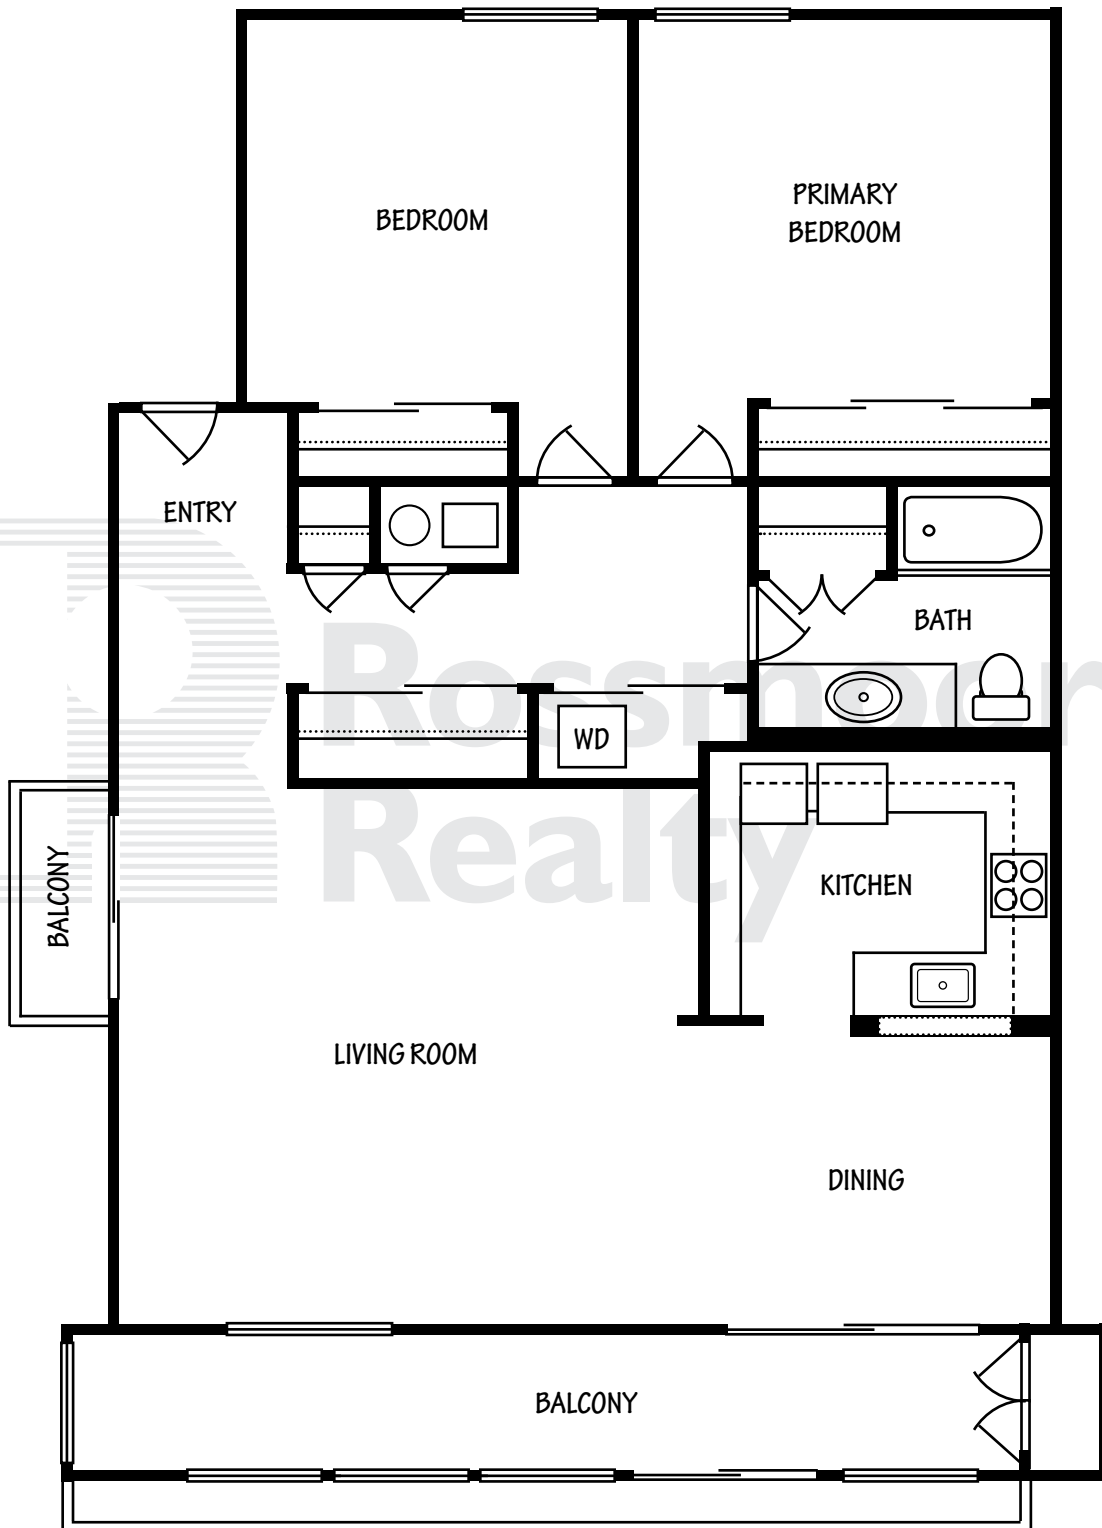 BEDROOM
PRIMARY
BEDROOM
ENTRY
BATH
Rossmoor
Realty
WD
KITCHEN
BALCONY
LIVING ROOM
DINING
BALCONY